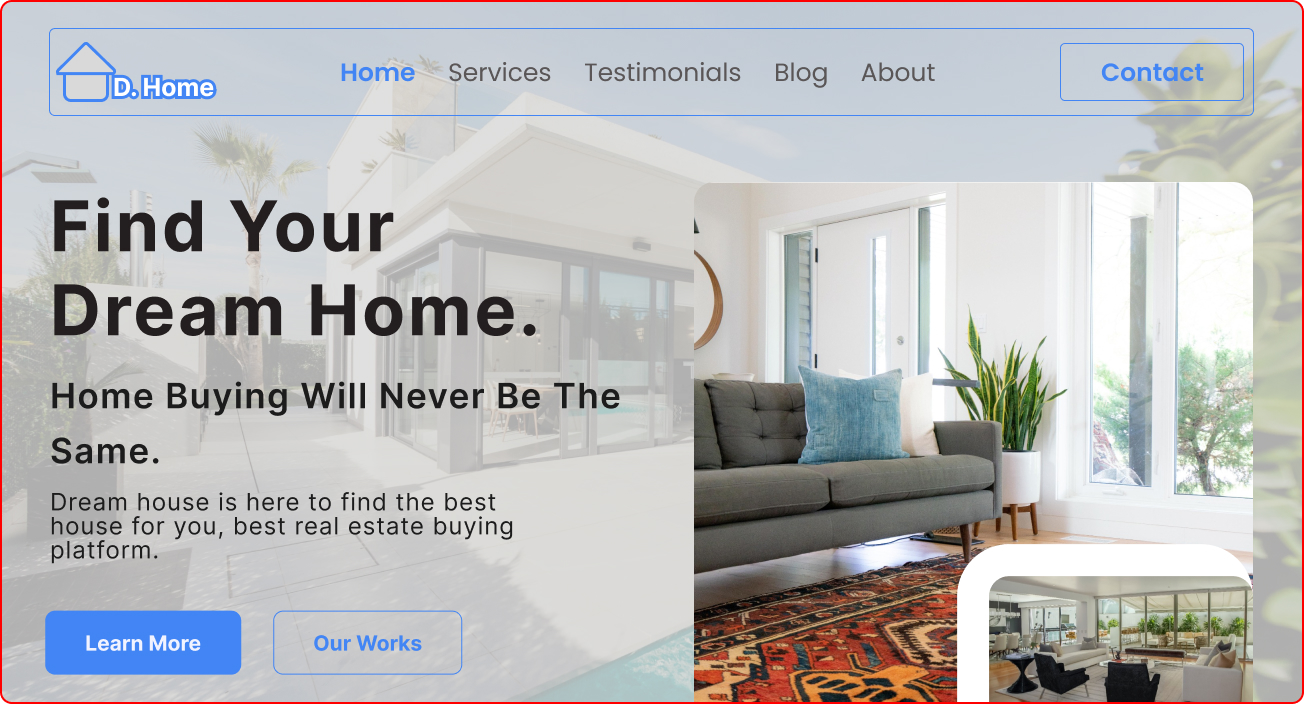 D. Home
Home Services Testimonials Blog About
Contact
Find Your
Dream Home.
Home Buying Will Never Be The
Same.
Dream house is here to find the best
house for you, best real estate buying
platform.
Learn More
Our Works